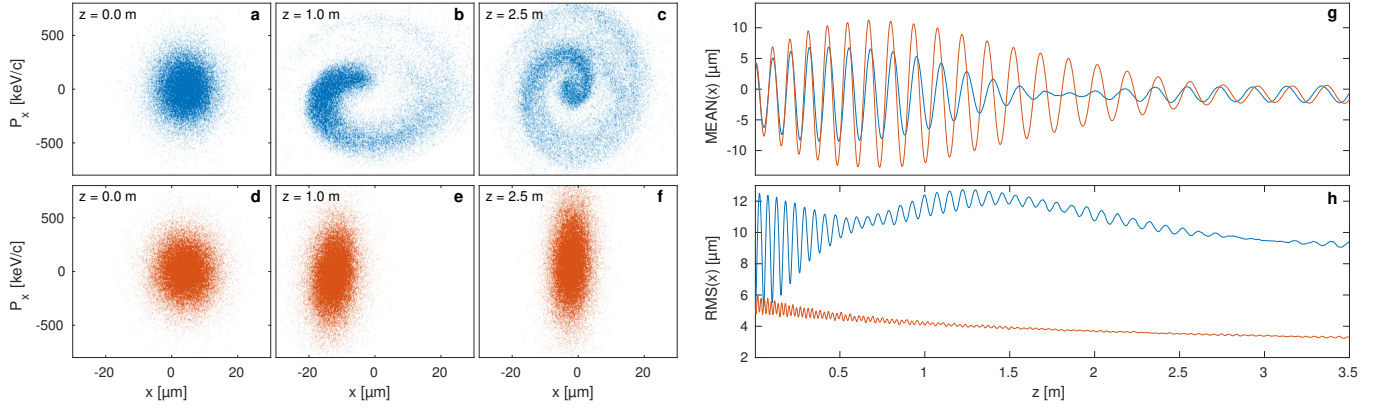 z = 0.0 m a
z = 1.0 m b
z = 2.5 m c
500
0
-500
P_x [keV/c]
z = 0.0 m d
z = 1.0 m e
z = 2.5 m f
500
0
-500
P_x [keV/c]
-20 0 20
-20 0 20
-20 0 20
x [μm]
x [μm]
x [μm]
g
10
5
0
-5
-10
MEAN(x) [μm]
h
12
10
8
6
4
2
RMS(x) [μm]
0.5 1 1.5 2 2.5 3 3.5
z [m]